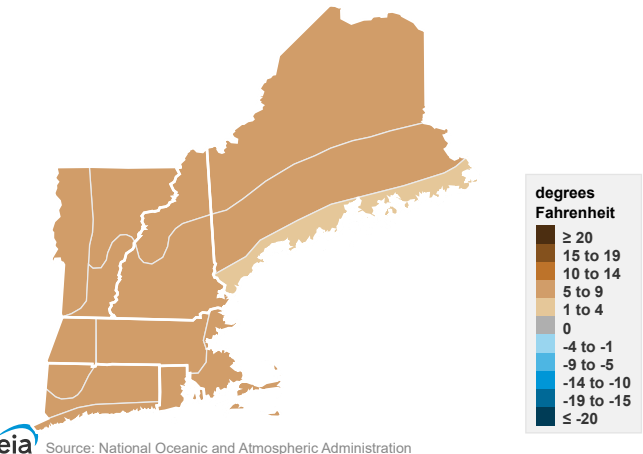 degrees
Fahrenheit
≥ 20
15 to 19
10 to 14
5 to 9
1 to 4
0
-4 to -1
-9 to -5
-14 to -10
-19 to -15
≤ -20
eia Source: National Oceanic and Atmospheric Administration